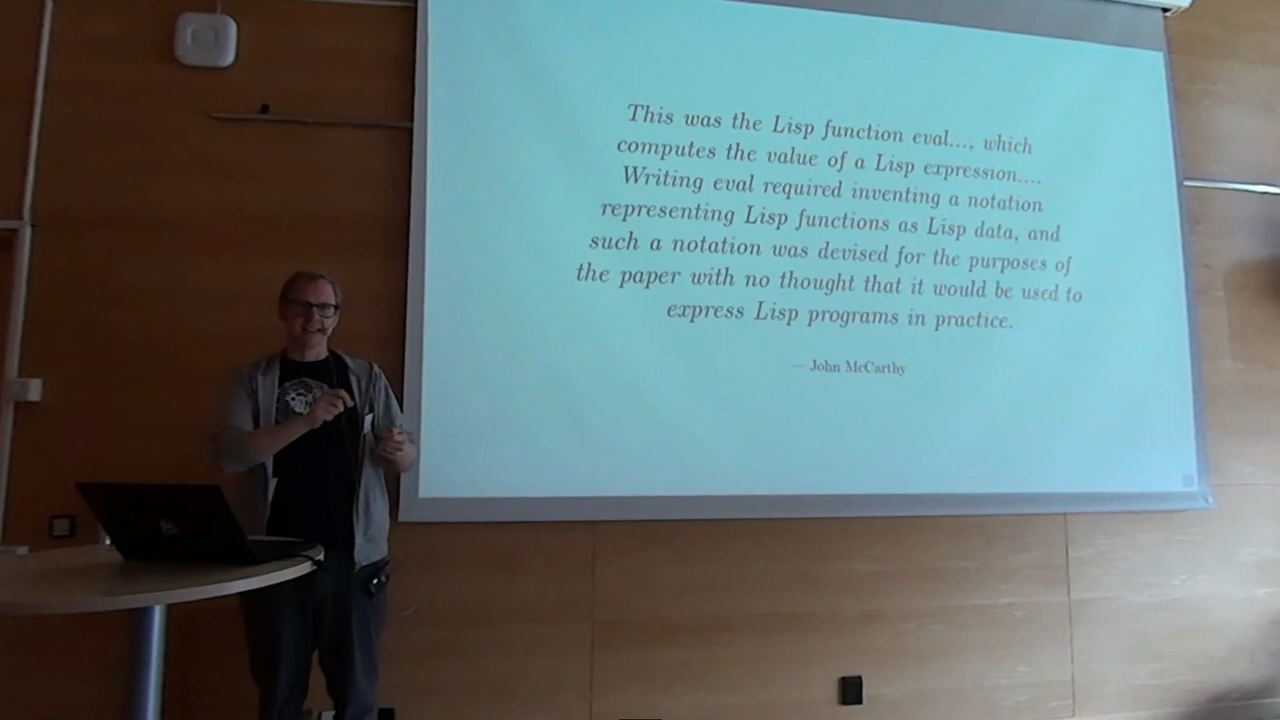 This was the Lisp function eval...., which
computes the value of a Lisp expression....
Writing eval required inventing a notation
representing Lisp functions as Lisp data, and
such a notation was devised for the purposes of
the paper with no thought that it would be used to
express Lisp programs in practice.
— John McCarthy